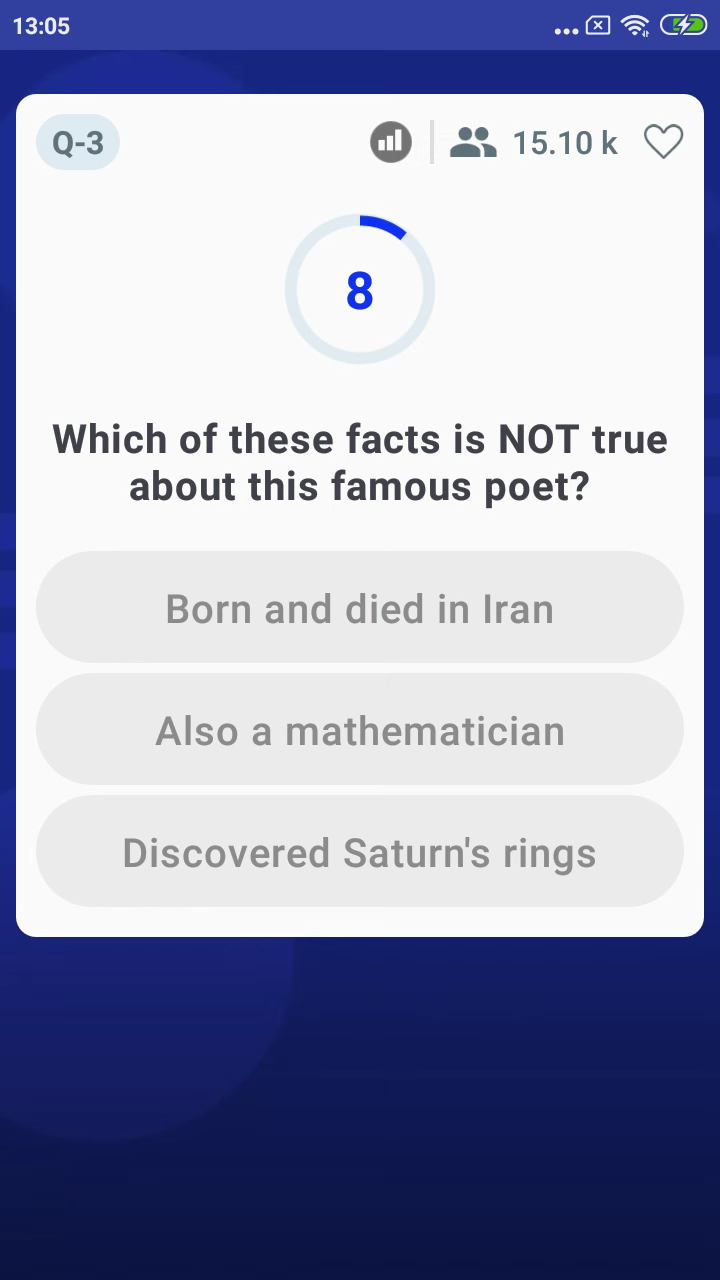 13:05
Q-3
15.10 k
8
Which of these facts is NOT true
about this famous poet?
Born and died in Iran
Also a mathematician
Discovered Saturn's rings